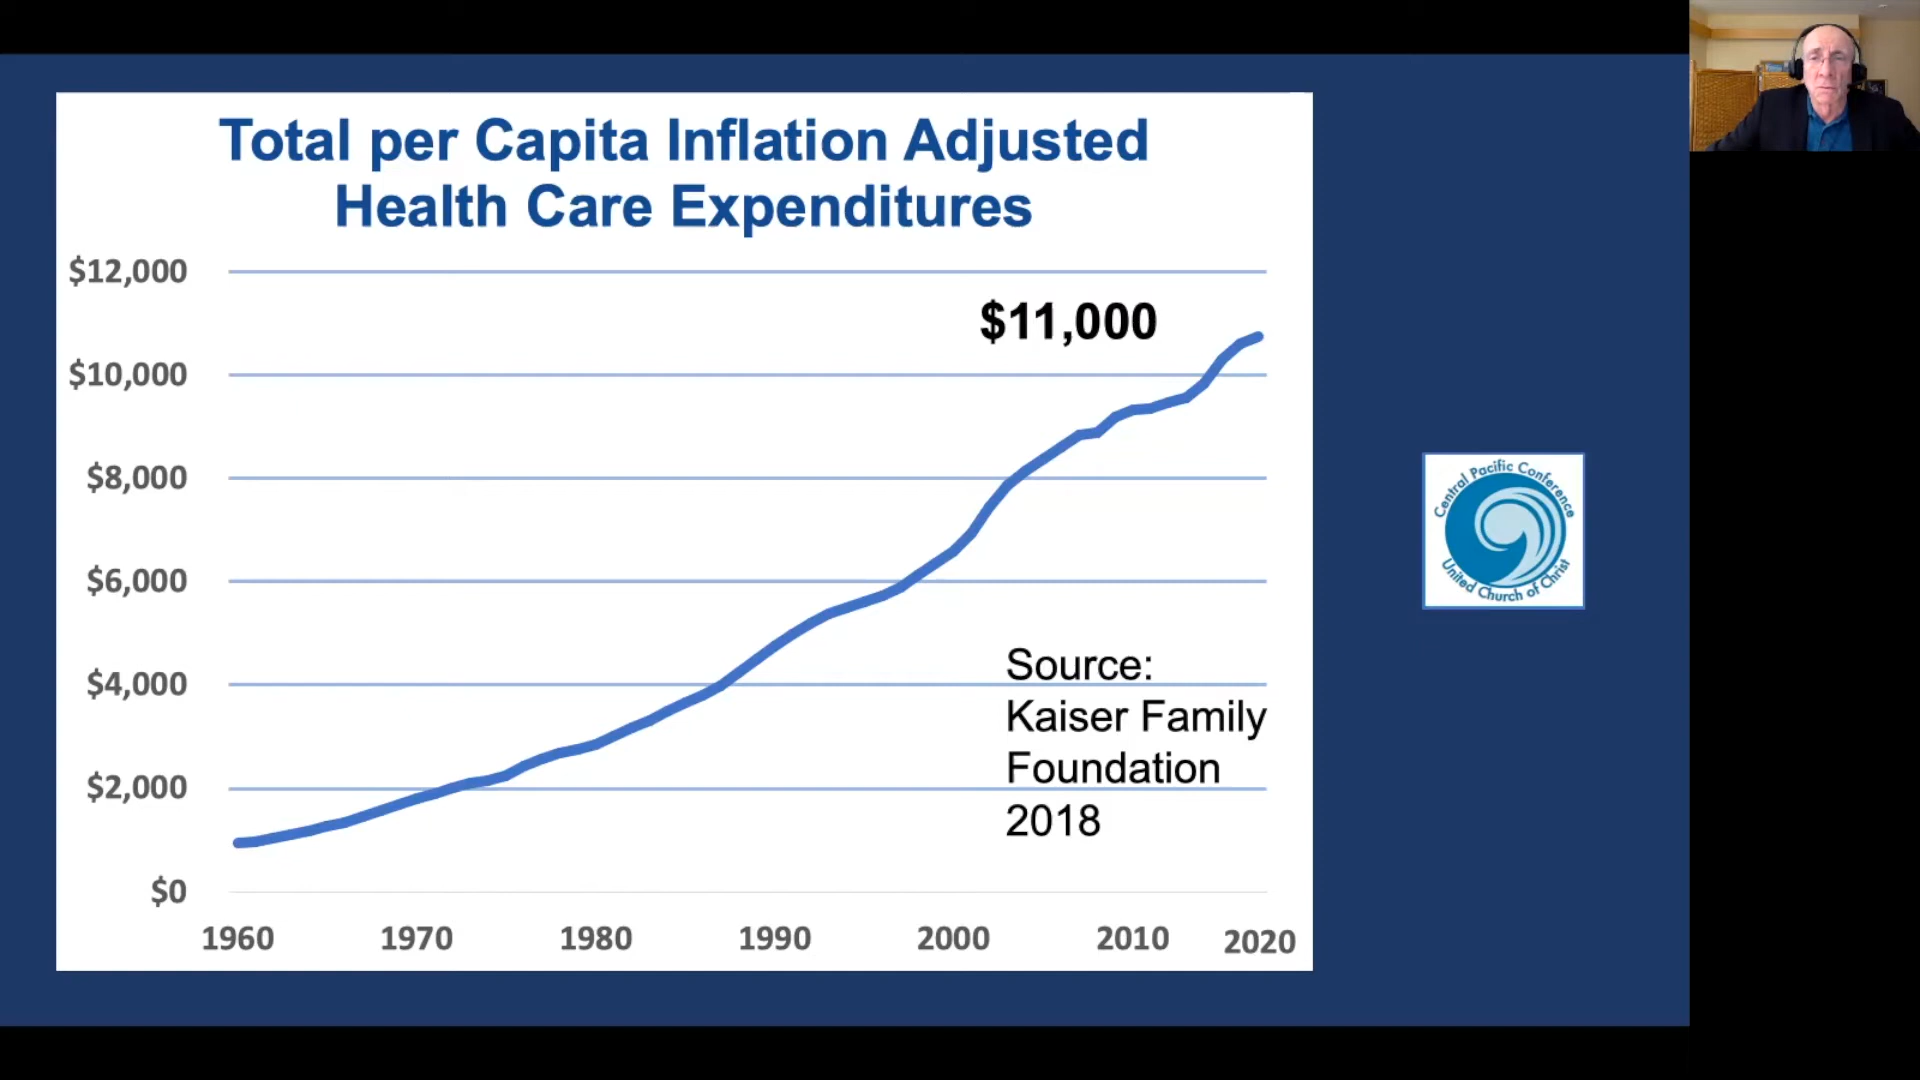 Total per Capita Inflation Adjusted
Health Care Expenditures
$12,000
$11,000
$10,000
$8,000
$6,000
$4,000
$2,000
$0
Source:
Kaiser Family
Foundation
2018
1960 1970 1980 1990 2000 2010 2020
Central Pacific Conference
United Church of Christ